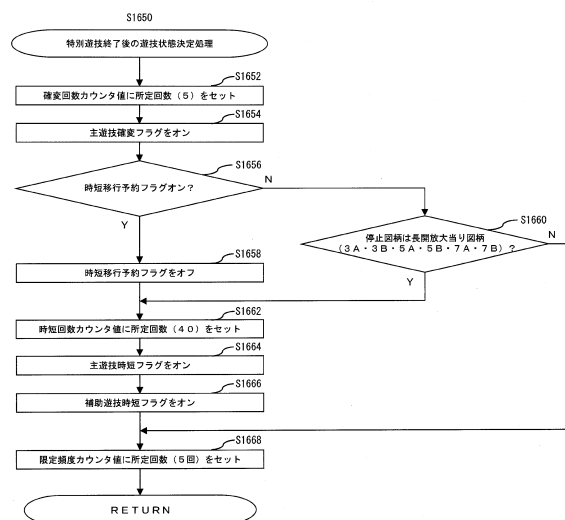 S1650
特別遊技終了後の遊技状態決定処理
S1652
確変回数カウンタ値に所定回数（５）をセット
S1654
主遊技確変フラグをオン
S1656
時短移行予約フラグオン？
N
Y
S1660
停止図柄は長開放大当り図柄
（３Ａ・３Ｂ・５Ａ・５Ｂ・７Ａ・７Ｂ）？
N
Y
S1658
時短移行予約フラグをオフ
S1662
時短回数カウンタ値に所定回数（４０）をセット
S1664
主遊技時短フラグをオン
S1666
補助遊技時短フラグをオン
S1668
限定頻度カウンタ値に所定回数（５回）をセット
ＲＥＴＵＲＮ